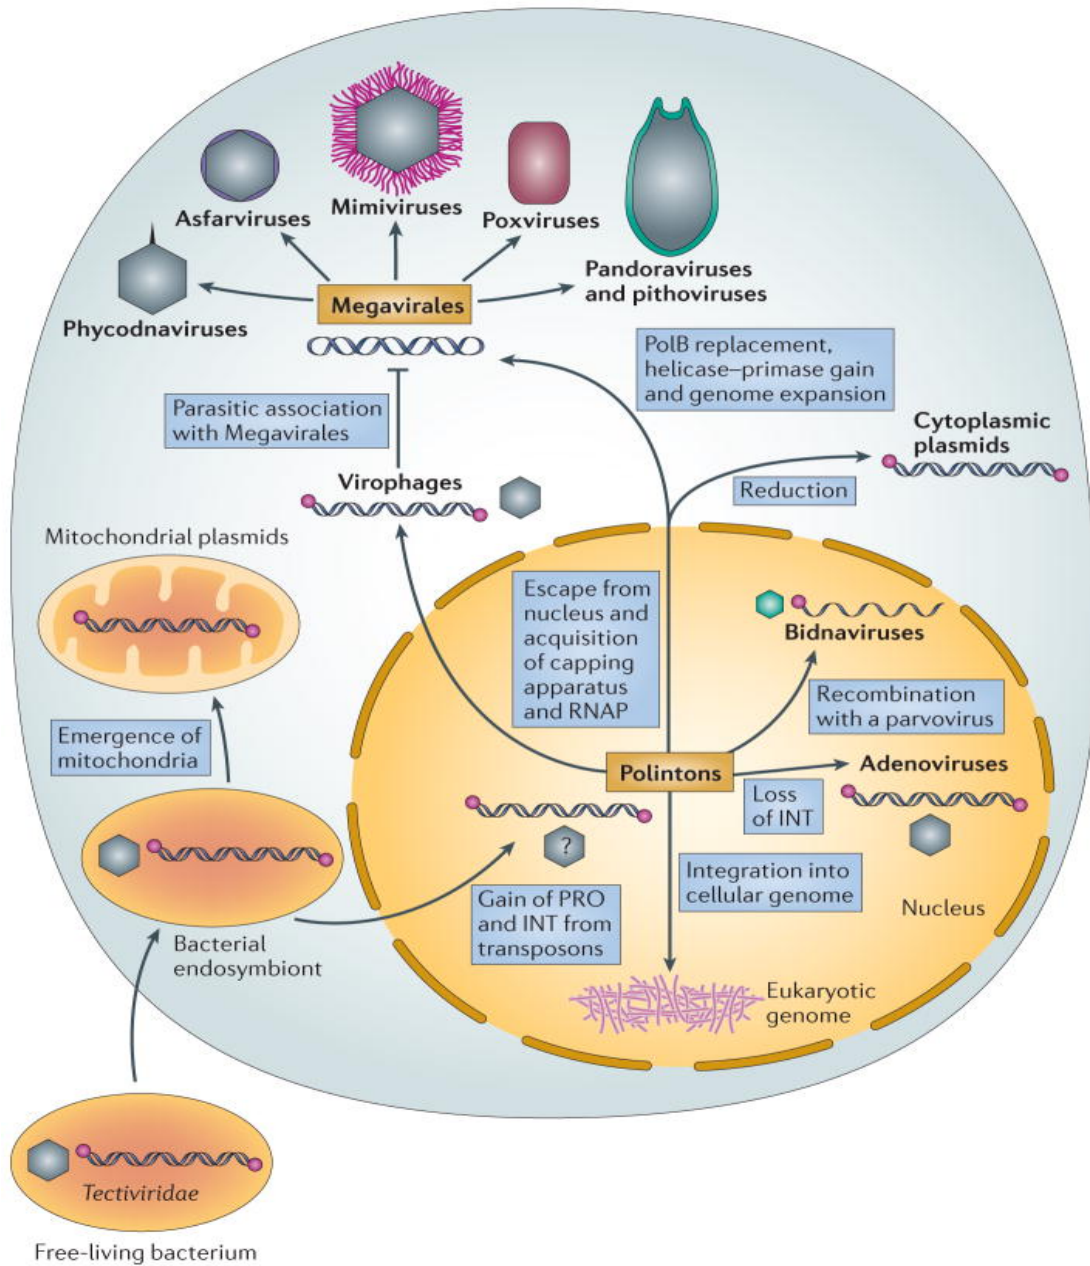 Asfarviruses
Mimiviruses
Poxviruses
Pandoraviruses
and pithoviruses
Phycodnaviruses
Megavirales
PolB replacement,
helicase–primase gain
and genome expansion
Parasitic association
with Megavirales
Cytoplasmic
plasmids
Virophages
Reduction
Mitochondrial plasmids
Escape from
nucleus and
acquisition
of capping
apparatus
and RNAP
Bidnaviruses
Recombination
with a parvovirus
Emergence of
mitochondria
Polintons
Adenoviruses
Loss
of INT
?
Integration into
cellular genome
Gain of PRO
and INT from
transposons
Nucleus
Bacterial
endosymbiont
Eukaryotic
genome
Tectiviridae
Free-living bacterium